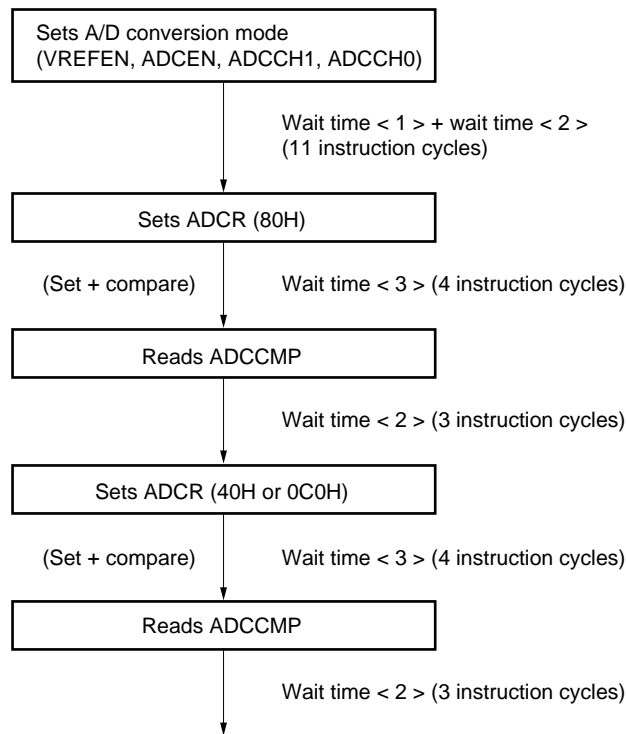 Sets A/D conversion mode
(VREFEN, ADCEN, ADCCH1, ADCCH0)
Wait time < 1 > + wait time < 2 >
(11 instruction cycles)
Sets ADCR (80H)
(Set + compare) Wait time < 3 > (4 instruction cycles)
Reads ADCCMP
Wait time < 2 > (3 instruction cycles)
Sets ADCR (40H or 0C0H)
(Set + compare) Wait time < 3 > (4 instruction cycles)
Reads ADCCMP
Wait time < 2 > (3 instruction cycles)